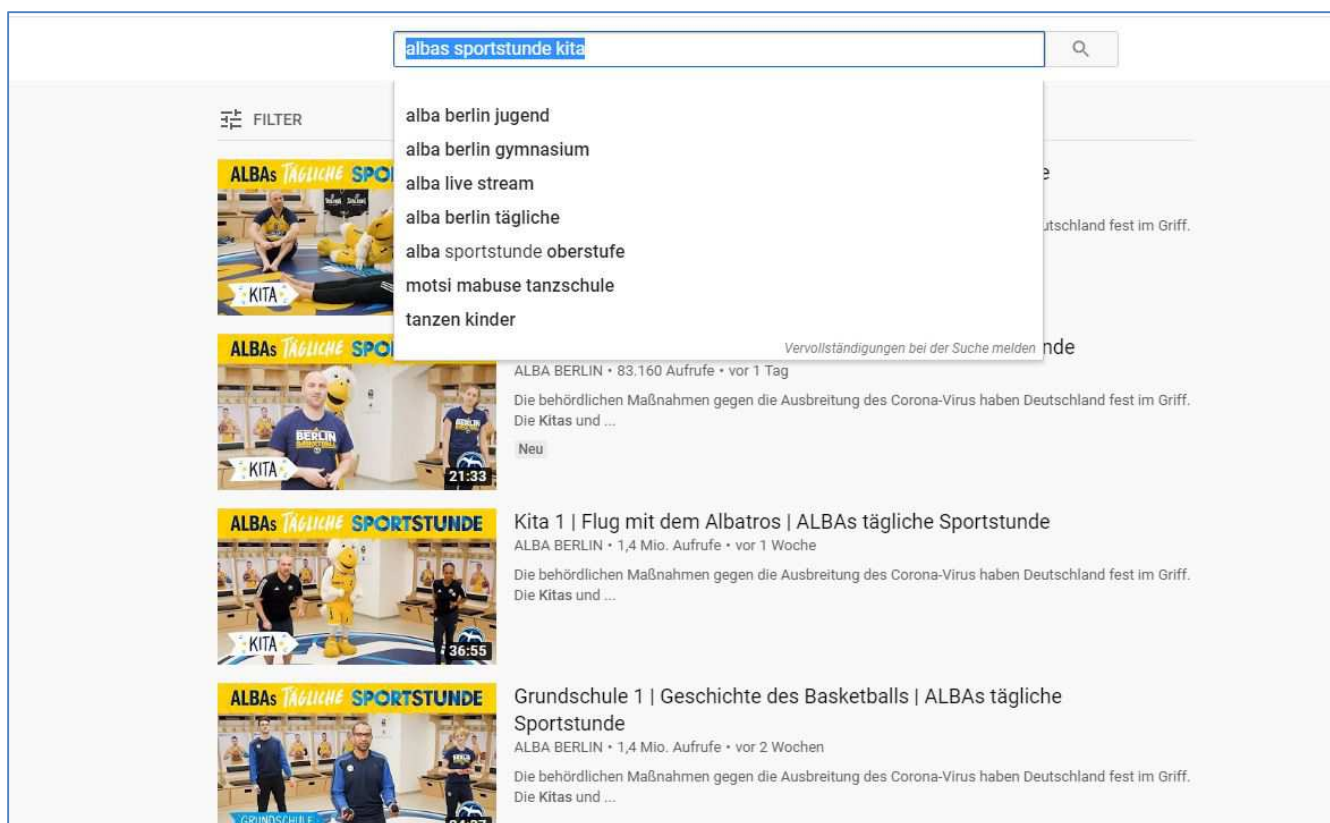 albas sportstunde kita
FILTER
alba berlin jugend
alba berlin gymnasium
alba live stream
alba berlin tägliche
alba sportstunde oberstufe
motsi mabuse tanzschule
tanzen kinder
Vervollständigungen bei der Suche melden
ALBAs TÄGLICHE
KITA
fest im Griff.
ALBAs TÄGLICHE
BERLIN
BASKETBALL
KITA
21:33
ALBA BERLIN • 83.160 Aufrufe • vor 1 Tag
Die behördlichen Maßnahmen gegen die Ausbreitung des Corona-Virus haben Deutschland fest im Griff.
Die Kitas und ...
Neu
ALBAs TÄGLICHE SPORTSTUNDE
KITA
36:55
Kita 1 | Flug mit dem Albatros | ALBAs tägliche Sportstunde
ALBA BERLIN • 1,4 Mio. Aufrufe • vor 1 Woche
Die behördlichen Maßnahmen gegen die Ausbreitung des Corona-Virus haben Deutschland fest im Griff.
Die Kitas und ...
ALBAs TÄGLICHE SPORTSTUNDE
Grundschule 1 | Geschichte des Basketballs | ALBAs tägliche
Sportstunde
ALBA BERLIN • 1,4 Mio. Aufrufe • vor 2 Wochen
Die behördlichen Maßnahmen gegen die Ausbreitung des Corona-Virus haben Deutschland fest im Griff.
Die Kitas und ...